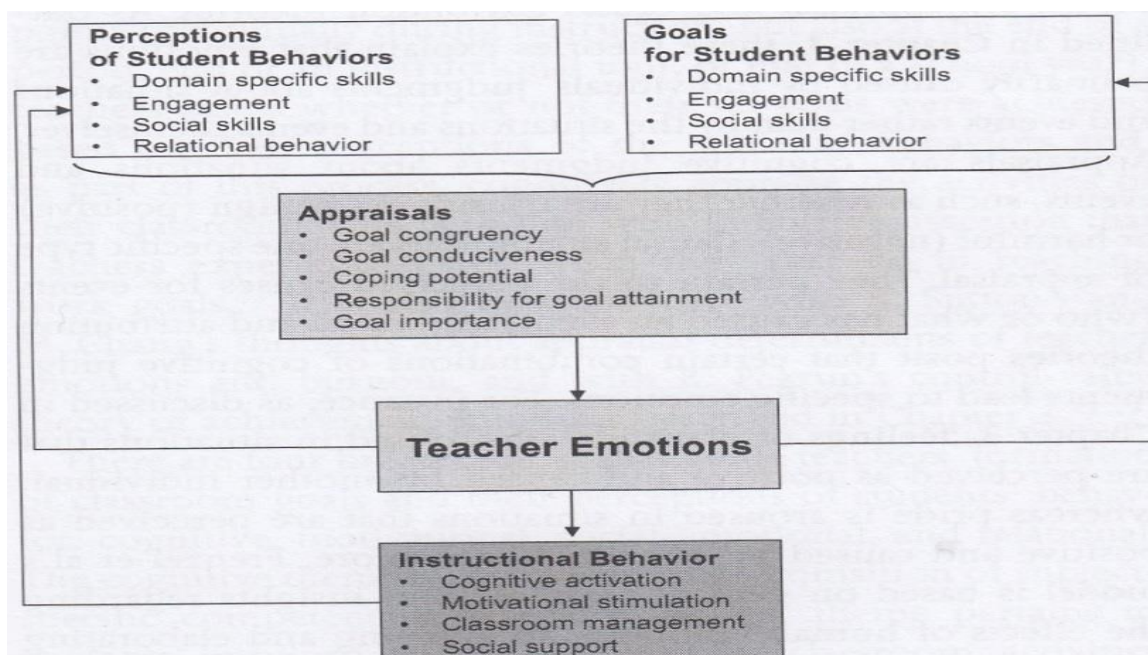 Perceptions
of Student Behaviors
• Domain specific skills
• Engagement
• Social skills
• Relational behavior
Goals
for Student Behaviors
• Domain specific skills
• Engagement
• Social skills
• Relational behavior
Appraisals
• Goal congruency
• Goal conduciveness
• Coping potential
• Responsibility for goal attainment
• Goal importance
Teacher Emotions
Instructional Behavior
• Cognitive activation
• Motivational stimulation
• Classroom management
• Social support